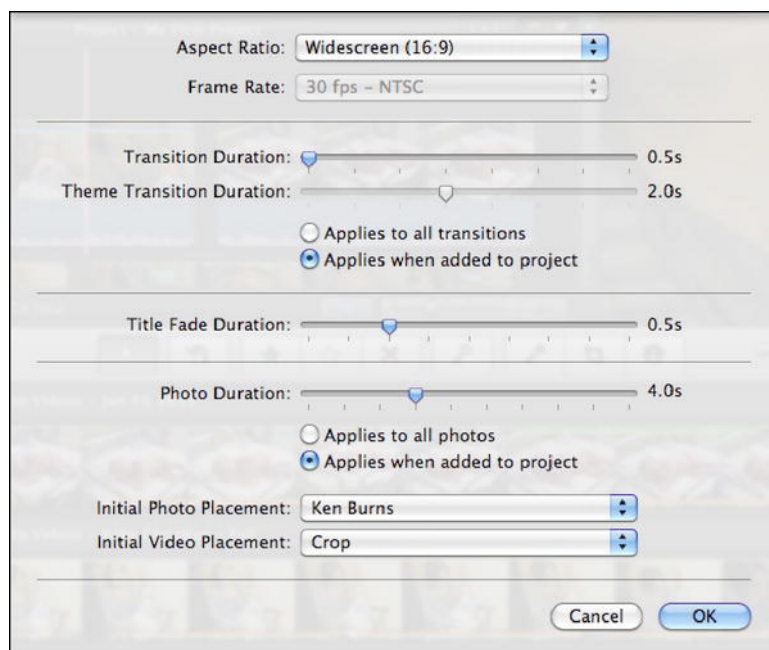 Aspect Ratio: Widescreen (16:9)
Frame Rate: 30 fps – NTSC
Transition Duration: 0.5s
Theme Transition Duration: 2.0s
Applies to all transitions
Applies when added to project
Title Fade Duration: 0.5s
Photo Duration: 4.0s
Applies to all photos
Applies when added to project
Initial Photo Placement: Ken Burns
Initial Video Placement: Crop
Cancel OK